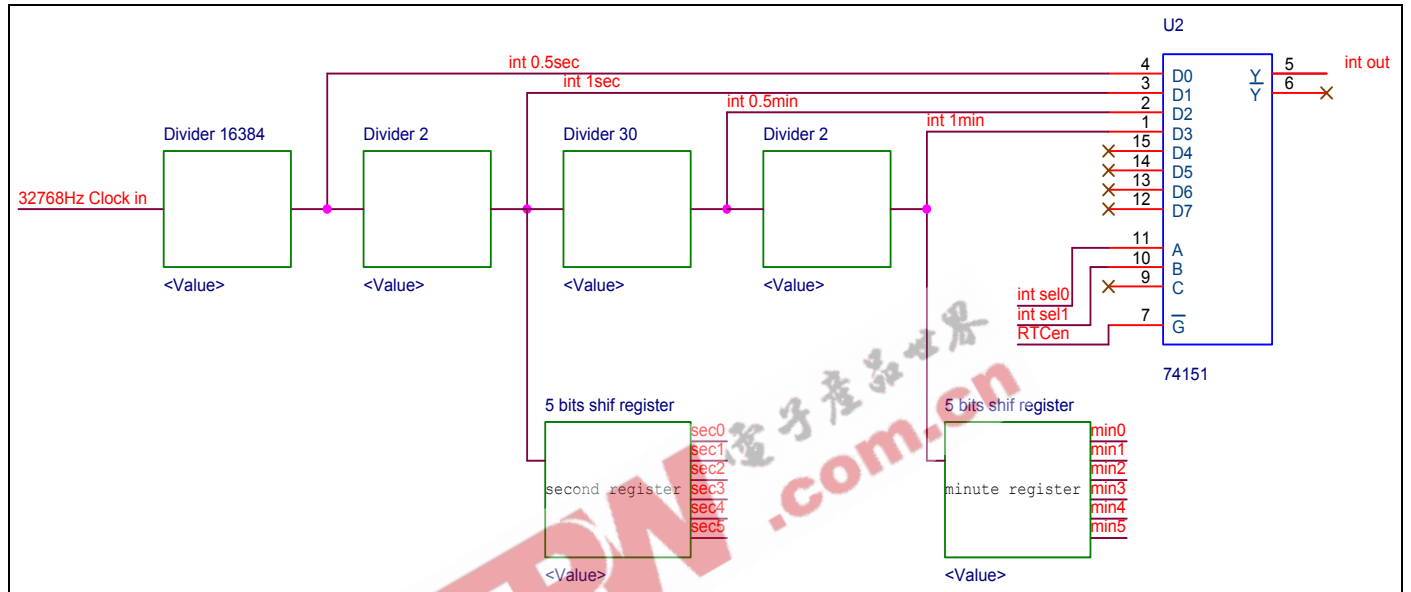 U2
int 0.5sec
int 1sec
int 0.5min
int 1min
int out
Divider 16384
Divider 2
Divider 30
Divider 2
32768Hz Clock in
<Value>
<Value>
<Value>
<Value>
4 D0 Y 5
3 D1 Y 6
2 D2
1 D3
15 D4
14 D5
13 D6
12 D7
11 A
10 B
9 C
7 G
int sel0
int sel1
RTCen
74151
5 bits shif register
sec0
sec1
sec2
second register sec3
sec4
sec5
<Value>
5 bits shif register
min0
min1
min2
minute register min3
min4
min5
<Value>
電子產品世界
.com.cn